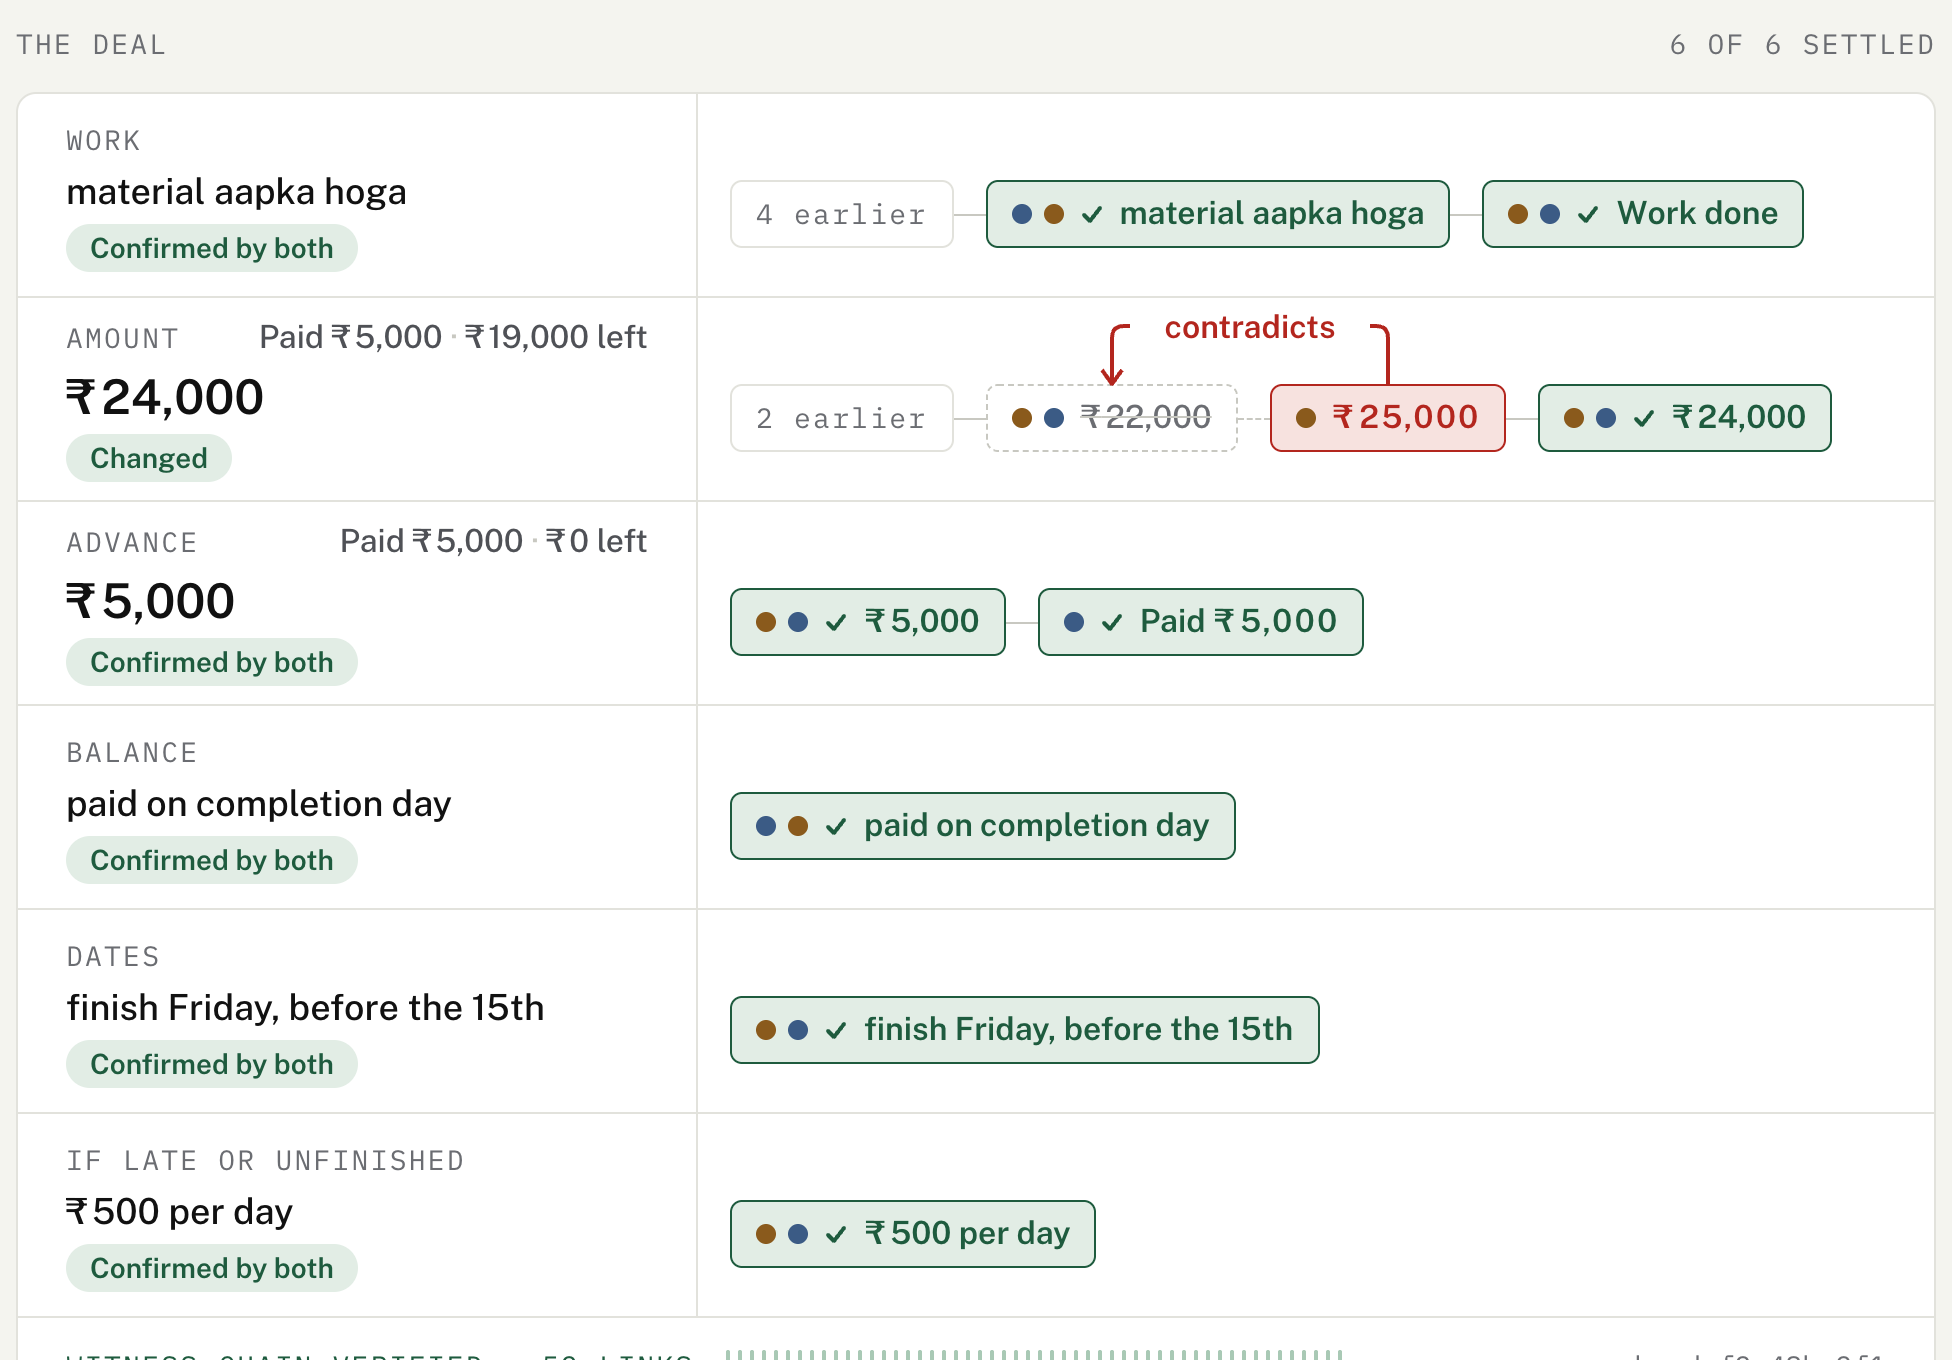 THE DEAL
6 OF 6 SETTLED
WORK
material aapka hoga
Confirmed by both
4 earlier
material aapka hoga
Work done
AMOUNT
Paid ₹5,000 · ₹19,000 left
₹24,000
Changed
contradicts
2 earlier
₹22,000
₹25,000
₹24,000
ADVANCE
Paid ₹5,000 · ₹0 left
₹5,000
Confirmed by both
₹5,000
Paid ₹5,000
BALANCE
paid on completion day
Confirmed by both
paid on completion day
DATES
finish Friday, before the 15th
Confirmed by both
finish Friday, before the 15th
IF LATE OR UNFINISHED
₹500 per day
Confirmed by both
₹500 per day
WITNESS CHAIN VERIFIED
LINKS